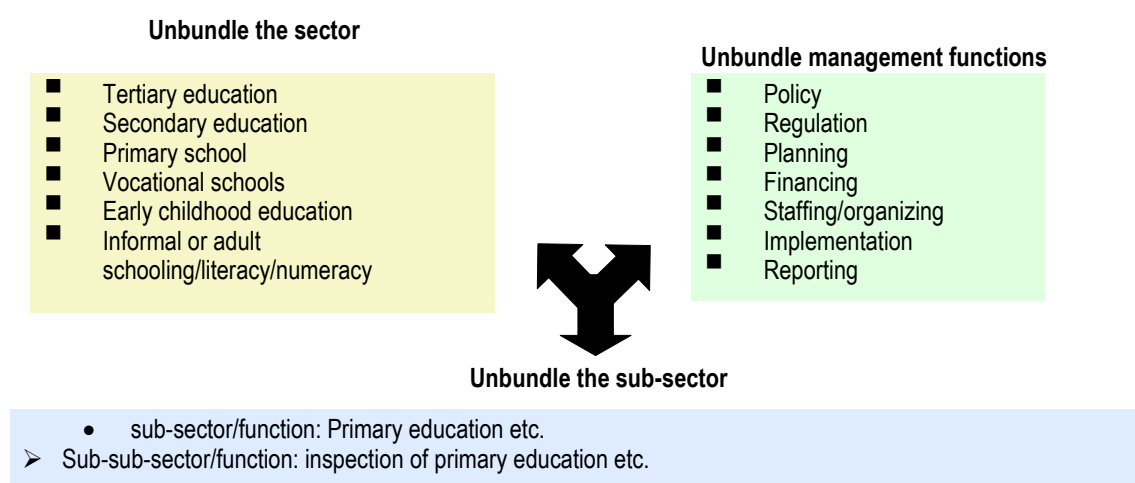 Unbundle the sector
■ Tertiary education
■ Secondary education
■ Primary school
■ Vocational schools
■ Early childhood education
■ Informal or adult
schooling/literacy/numeracy
Unbundle management functions
■ Policy
■ Regulation
■ Planning
■ Financing
■ Staffing/organizing
■ Implementation
■ Reporting
Unbundle the sub-sector
• sub-sector/function: Primary education etc.
➢ Sub-sub-sector/function: inspection of primary education etc.